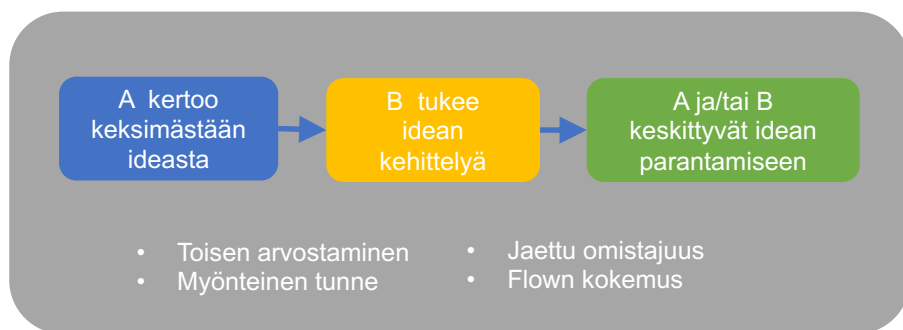 A kertoo
keksimästään
ideasta
B tukee
idean
kehittelyä
A ja/tai B
keskittyvät idean
parantamiseen
• Toisen arvostaminen
• Myönteinen tunne
• Jaettu omistajuus
• Flown kokemus